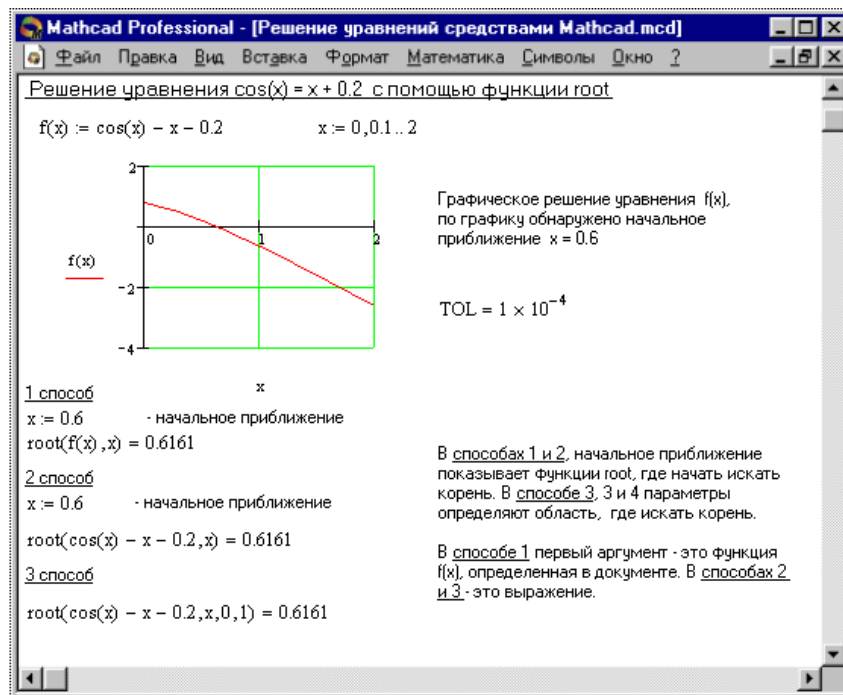 Mathcad Professional - [Решение уравнений средствами Mathcad.mcd]
Файл Правка Вид Вставка Формат Математика Символы Окно ?
Решение уравнения cos(x) = x + 0.2 с помощью функции root
f(x) := cos(x) − x − 0.2 x := 0,0.1.. 2
2
0 1 2
f(x)
−2
−4
x
Графическое решение уравнения f(x),
по графику обнаружено начальное
приближение x = 0.6
TOL = 1 × 10⁻⁴
1 способ
x := 0.6 - начальное приближение
root(f(x),x) = 0.6161
2 способ
x := 0.6 - начальное приближение
root(cos(x) − x − 0.2,x) = 0.6161
3 способ
root(cos(x) − x − 0.2,x,0,1) = 0.6161
В способах 1 и 2, начальное приближение
показывает функции root, где начать искать
корень. В способе 3, 3 и 4 параметры
определяют область, где искать корень.
В способе 1 первый аргумент - это функция
f(x), определенная в документе. В способах 2
и 3 - это выражение.